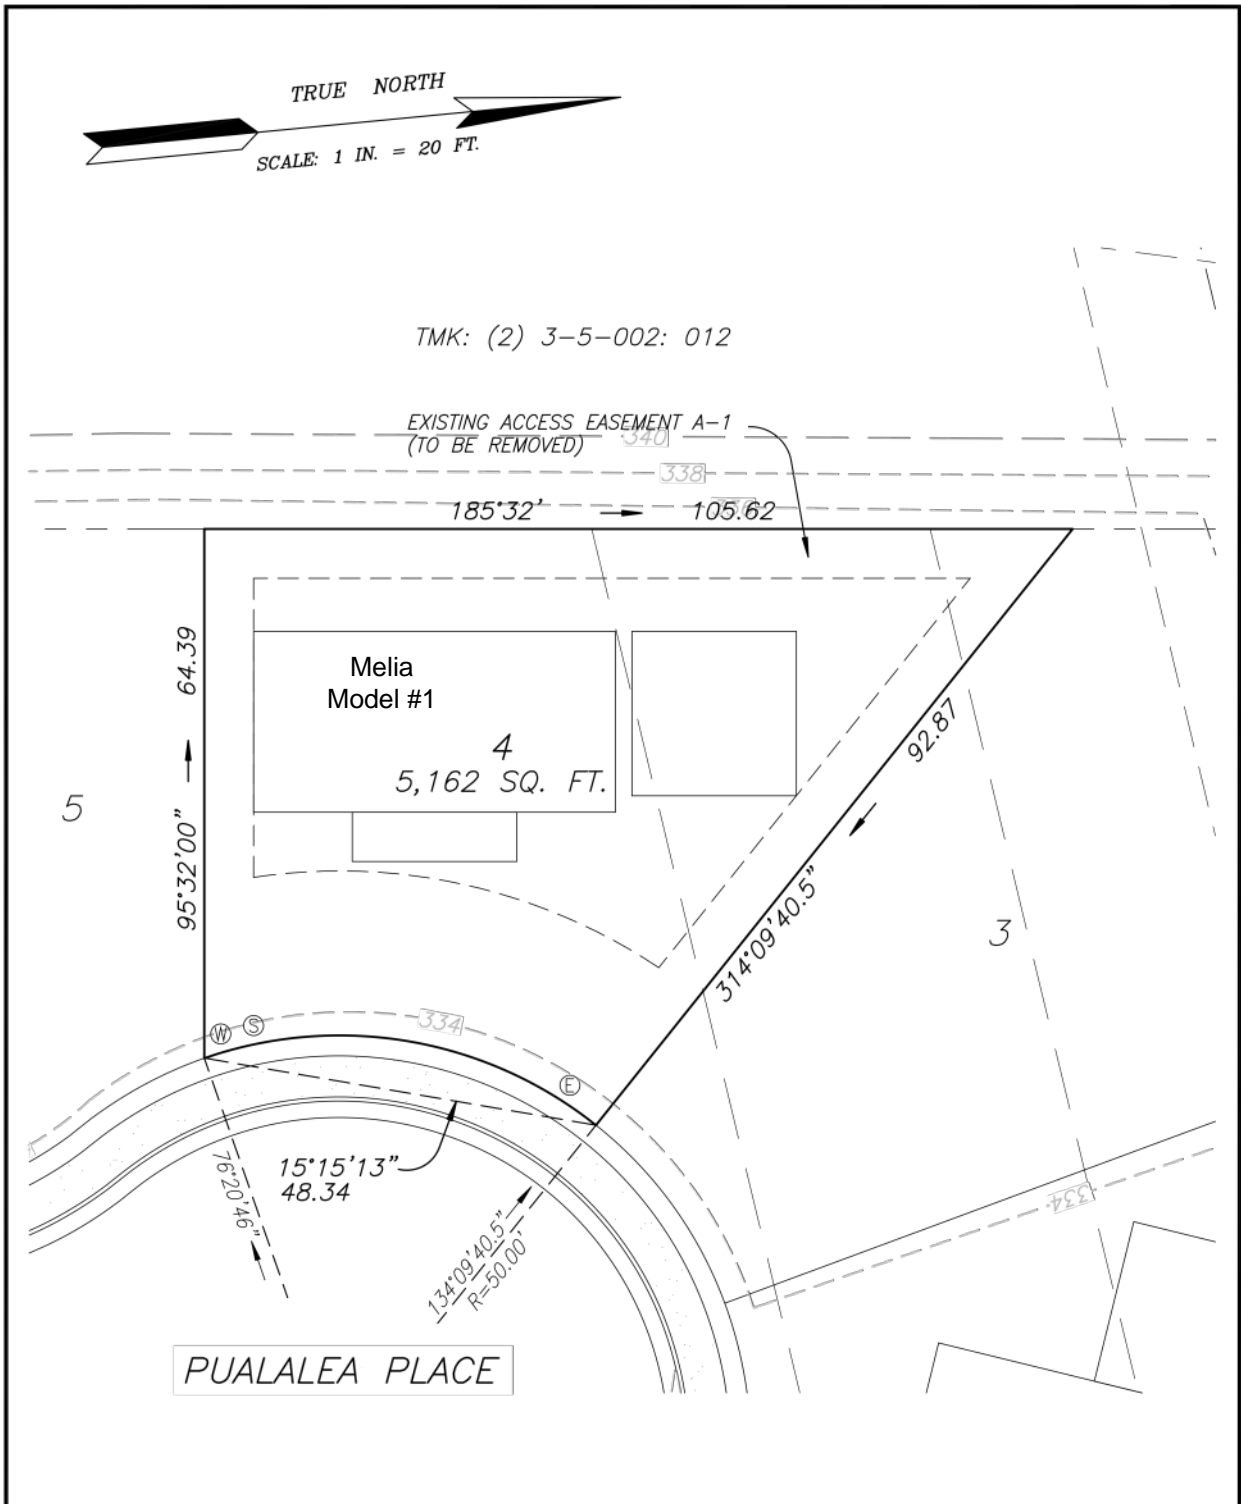 TRUE NORTH
SCALE: 1 IN. = 20 FT.
TMK: (2) 3-5-002: 012
EXISTING ACCESS EASEMENT A-1
(TO BE REMOVED)
340
338
185°32' 105.62
64.39
95°32'00"
Melia
Model #1
4
5,162 SQ. FT.
5
92.87
314°09'40.5"
3
W
S
334
E
15°15'13"
48.34
76°20'46"
134°09'40.5"
R=50.00'
334
PUALALEA PLACE